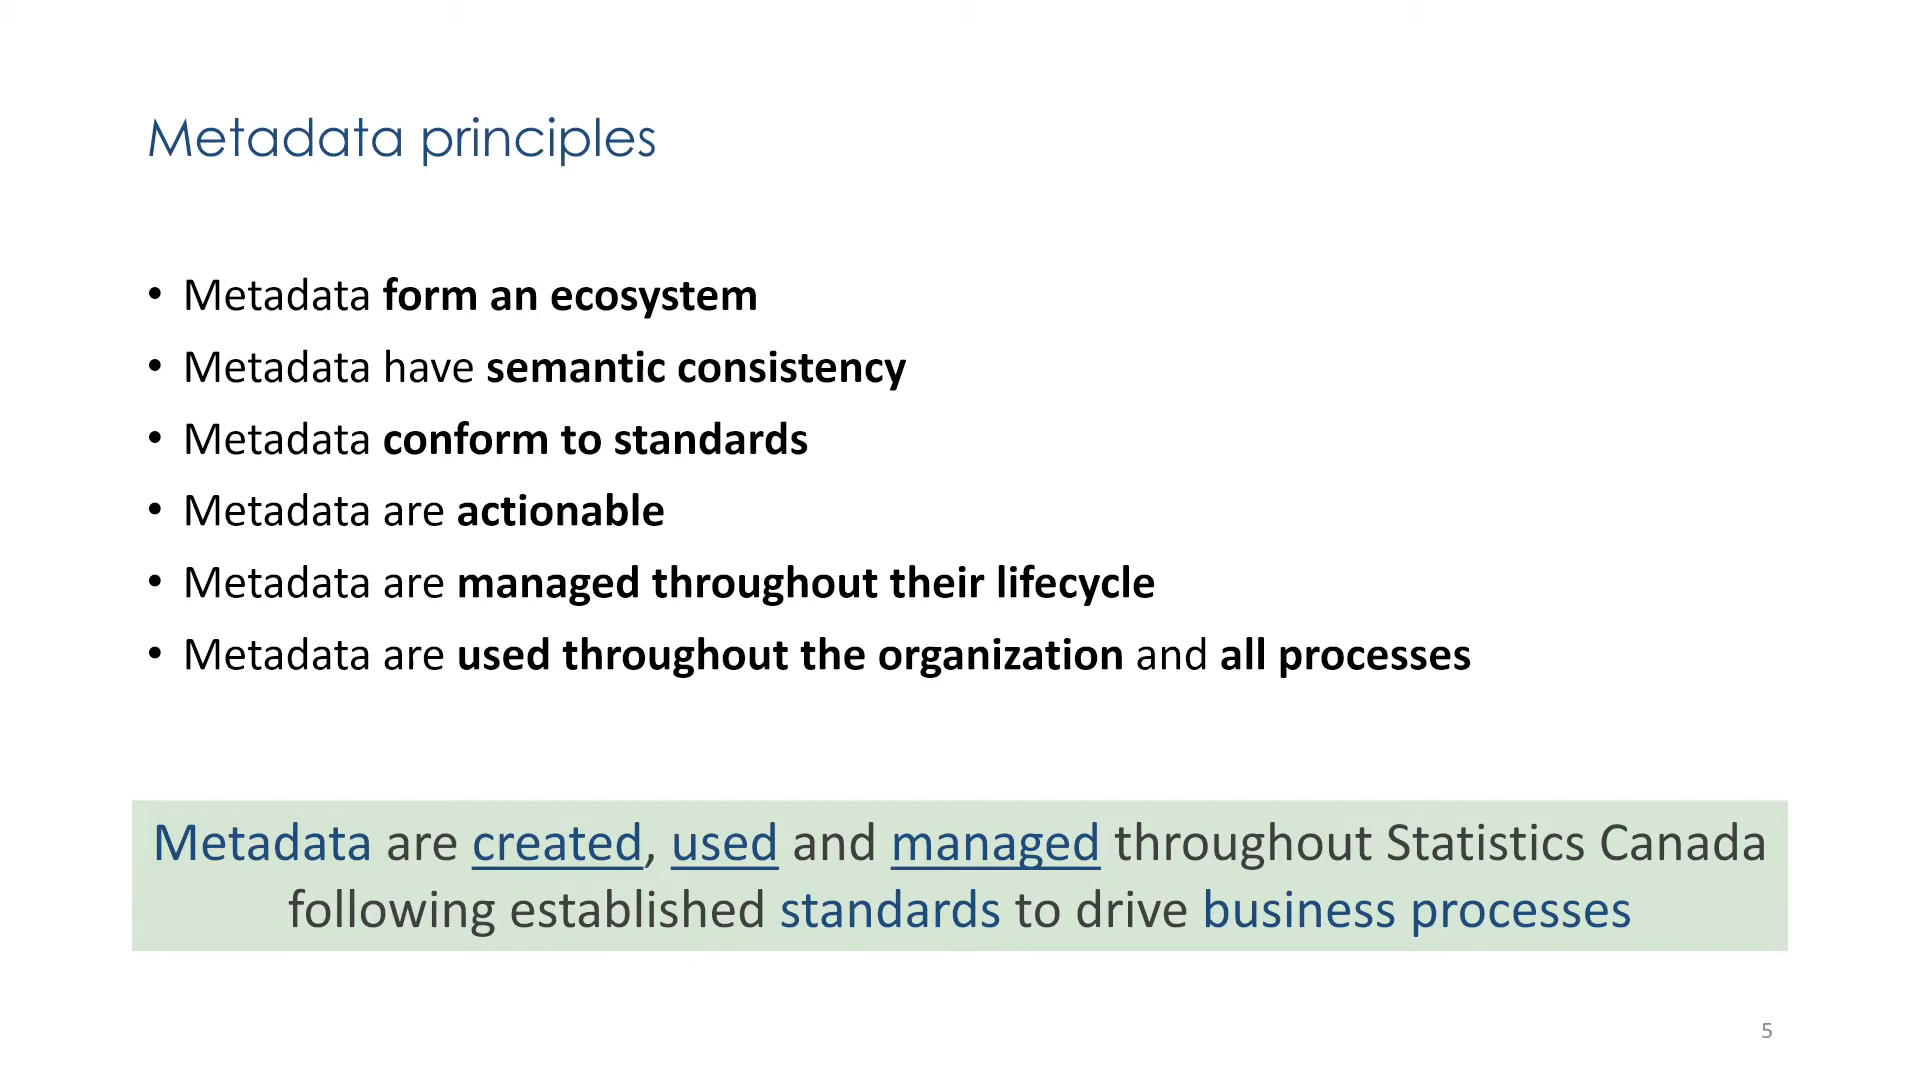 Metadata principles
• Metadata form an ecosystem
• Metadata have semantic consistency
• Metadata conform to standards
• Metadata are actionable
• Metadata are managed throughout their lifecycle
• Metadata are used throughout the organization and all processes
Metadata are created, used and managed throughout Statistics Canada
following established standards to drive business processes
5